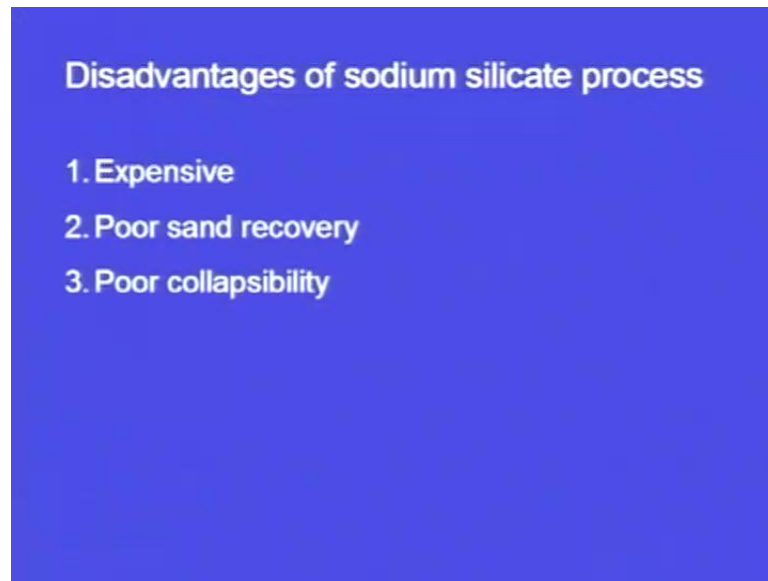 Disadvantages of sodium silicate process
1. Expensive
2. Poor sand recovery
3. Poor collapsibility